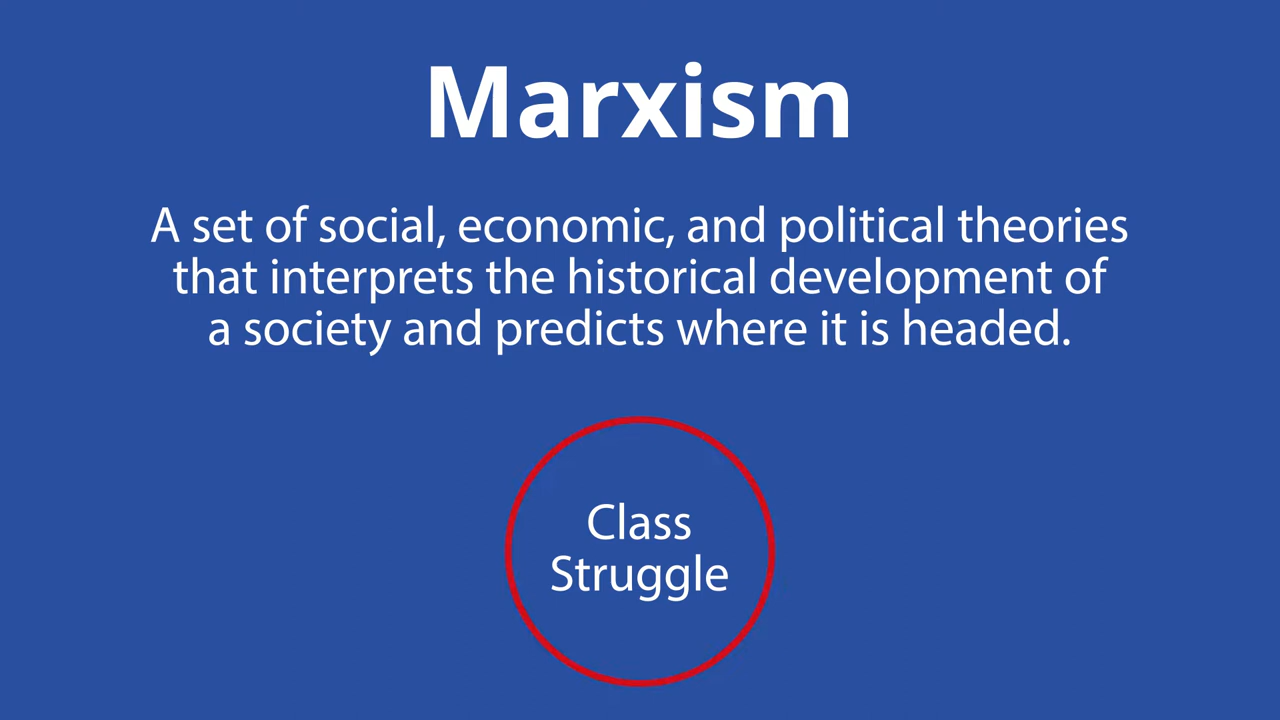 Marxism
A set of social, economic, and political theories
that interprets the historical development of
a society and predicts where it is headed.
Class
Struggle